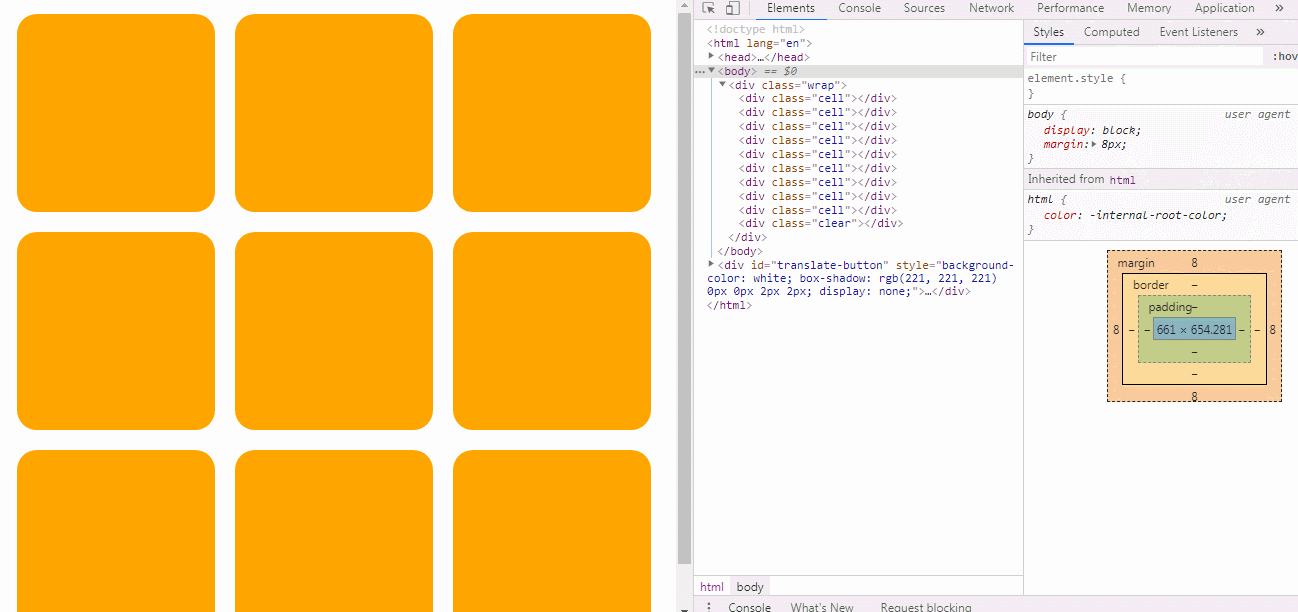 Elements Console Sources Network Performance Memory Application »
<!doctype html>
<html lang="en">
<head>…</head>
<body> == $0
<div class="wrap">
<div class="cell"></div>
<div class="cell"></div>
<div class="cell"></div>
<div class="cell"></div>
<div class="cell"></div>
<div class="cell"></div>
<div class="cell"></div>
<div class="cell"></div>
<div class="cell"></div>
<div class="clear"></div>
</div>
</body>
<div id="translate-button" style="background-
color: white; box-shadow: rgb(221, 221, 221)
0px 0px 2px 2px; display: none;">…</div>
</html>
html body
Styles Computed Event Listeners »
Filter :hov
element.style {
}
body { user agent
display: block;
margin: 8px;
}
Inherited from html
html { user agent
color: -internal-root-color;
}
margin 8
border –
padding –
8 – – 661 × 654.281 – – 8
–
–
8
Console What's New Request blocking